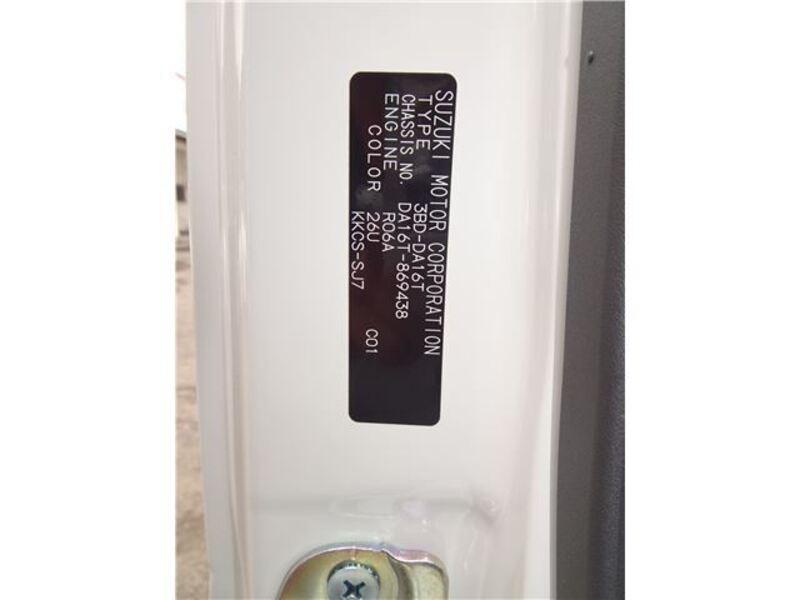 SUZUKI MOTOR CORPORATION
TYPE 3BD-DA16T
CHASSIS NO. DA16T-869438
ENGINE R06A
COLOR 26U C01
KKCS-SJ7